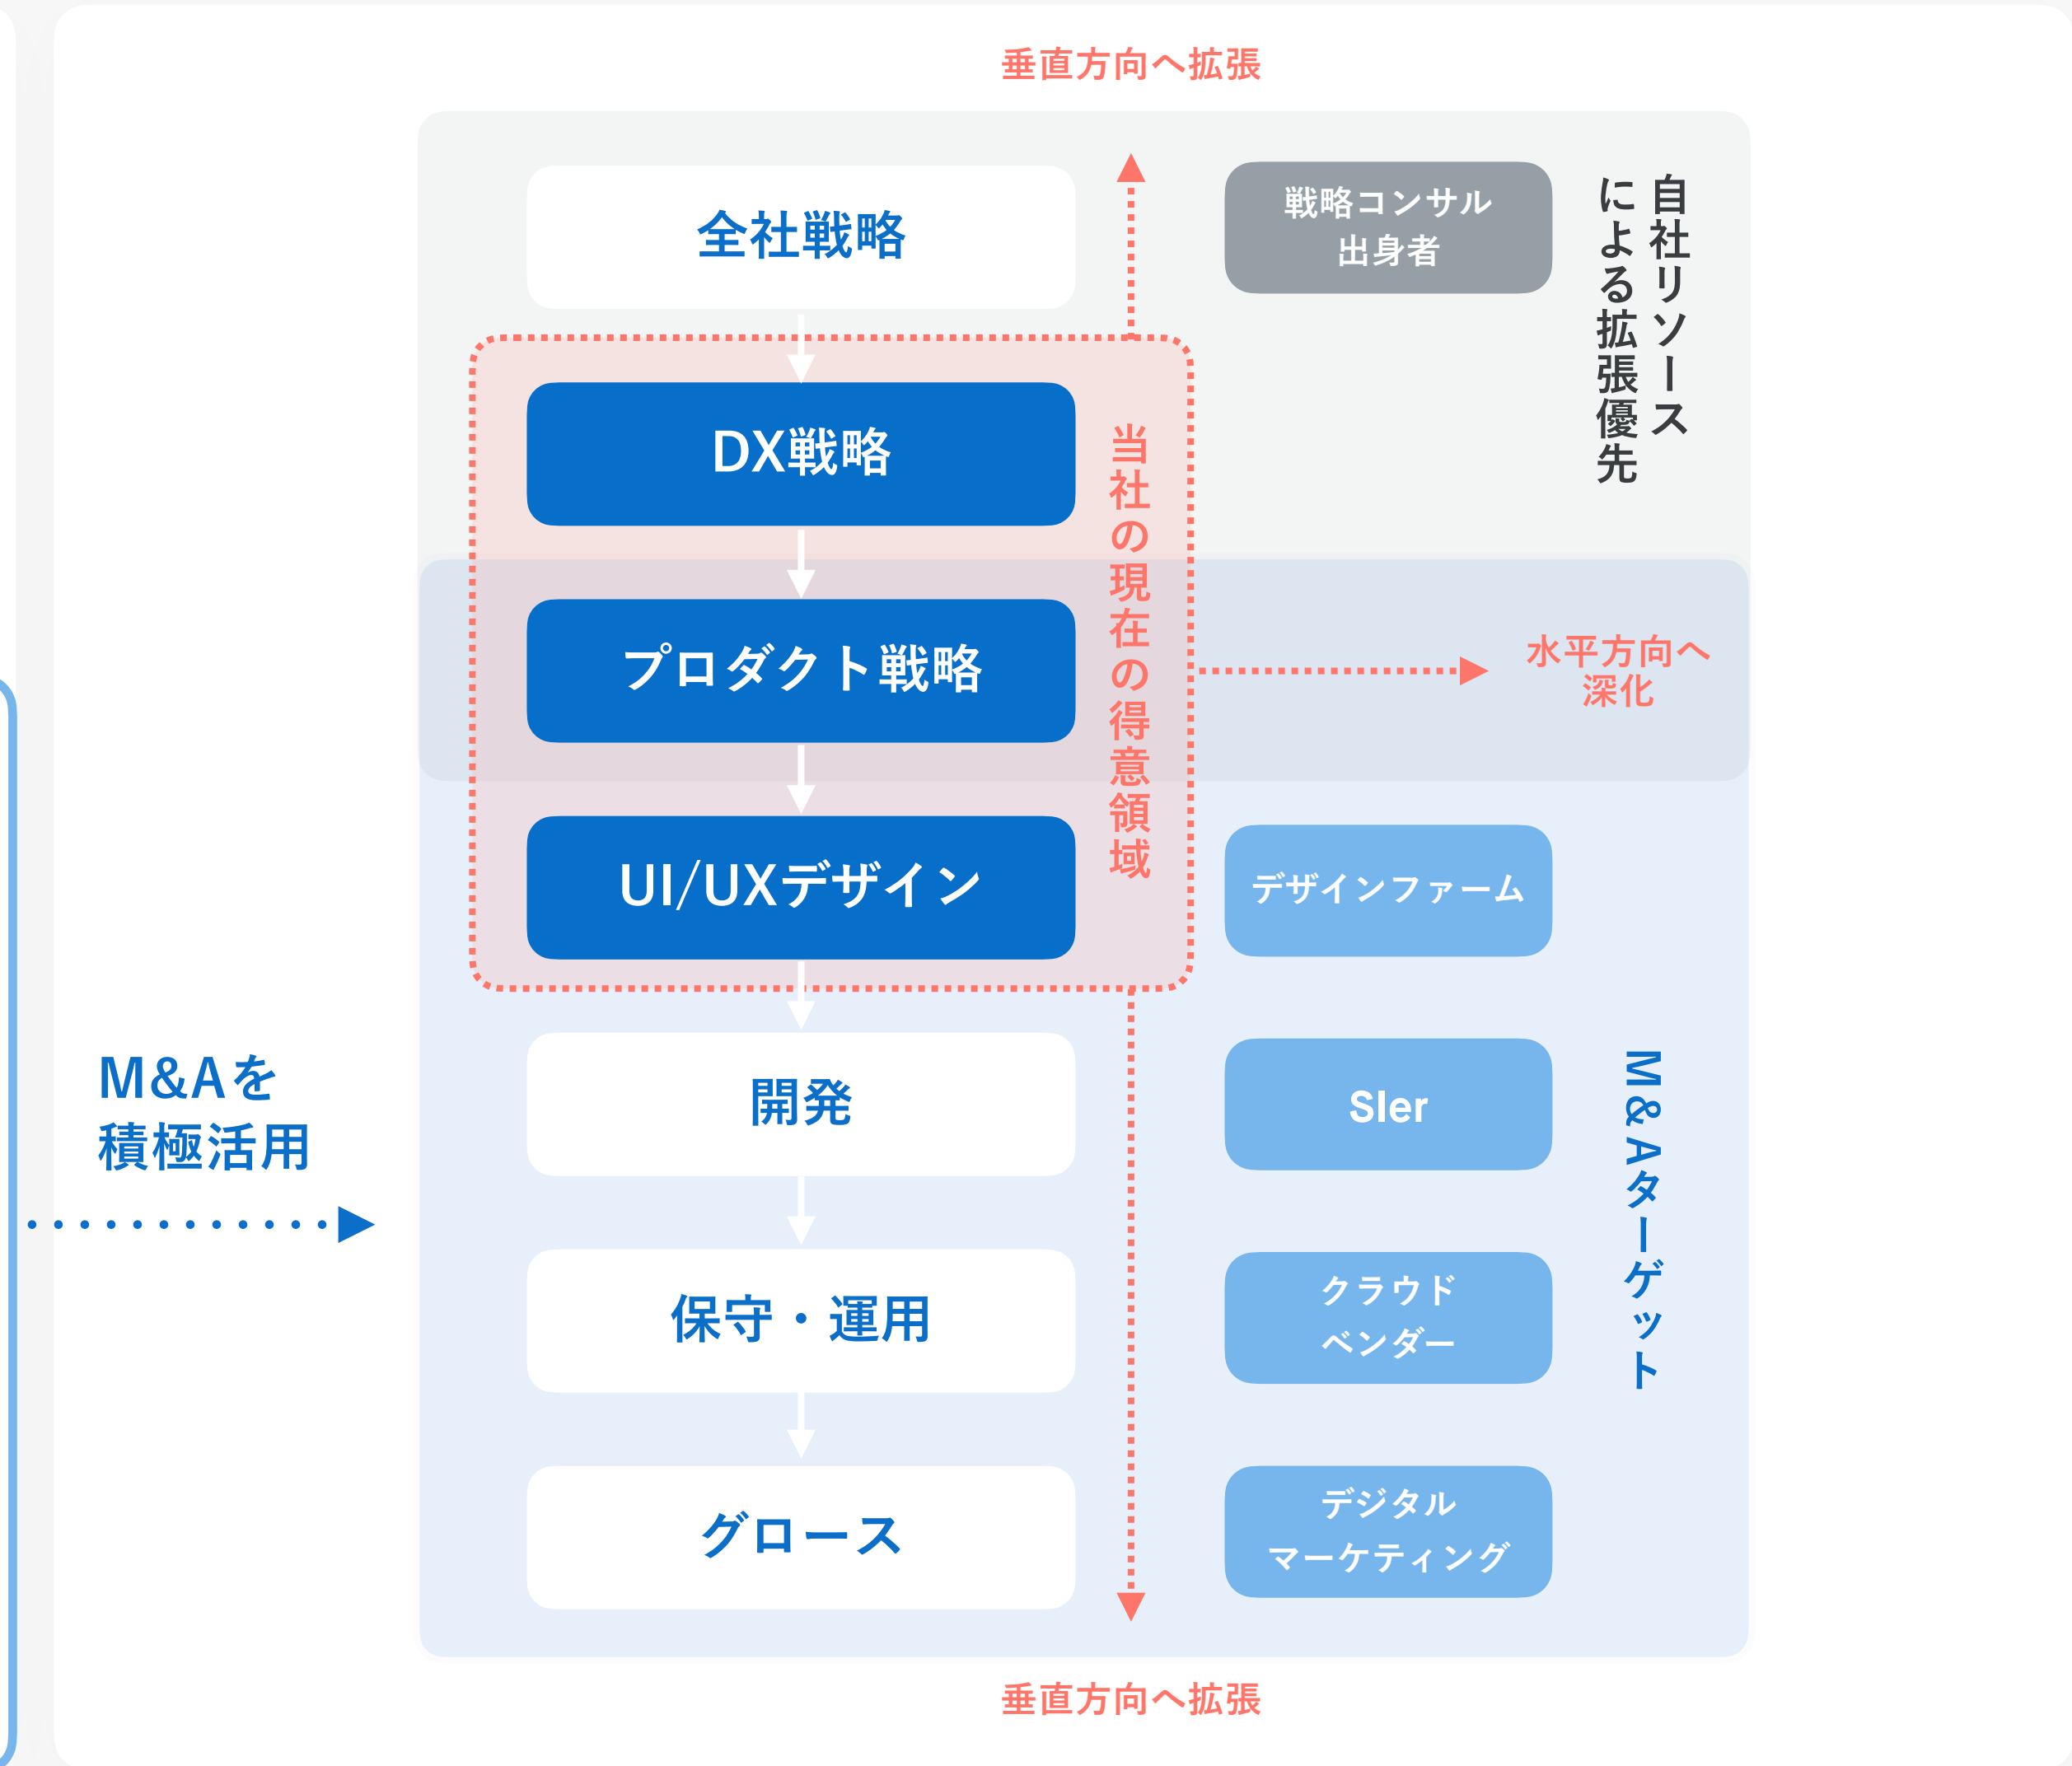 垂直方向へ拡張
全社戦略
戦略コンサル
出身者
自社リソース
による拡張優先
DX戦略
当社の現在の得意領域
プロダクト戦略
水平方向へ
深化
UI/UXデザイン
デザインファーム
M&Aを
積極活用
開発
SIer
M&Aターゲット
保守・運用
クラウド
ベンダー
グロース
デジタル
マーケティング
垂直方向へ拡張